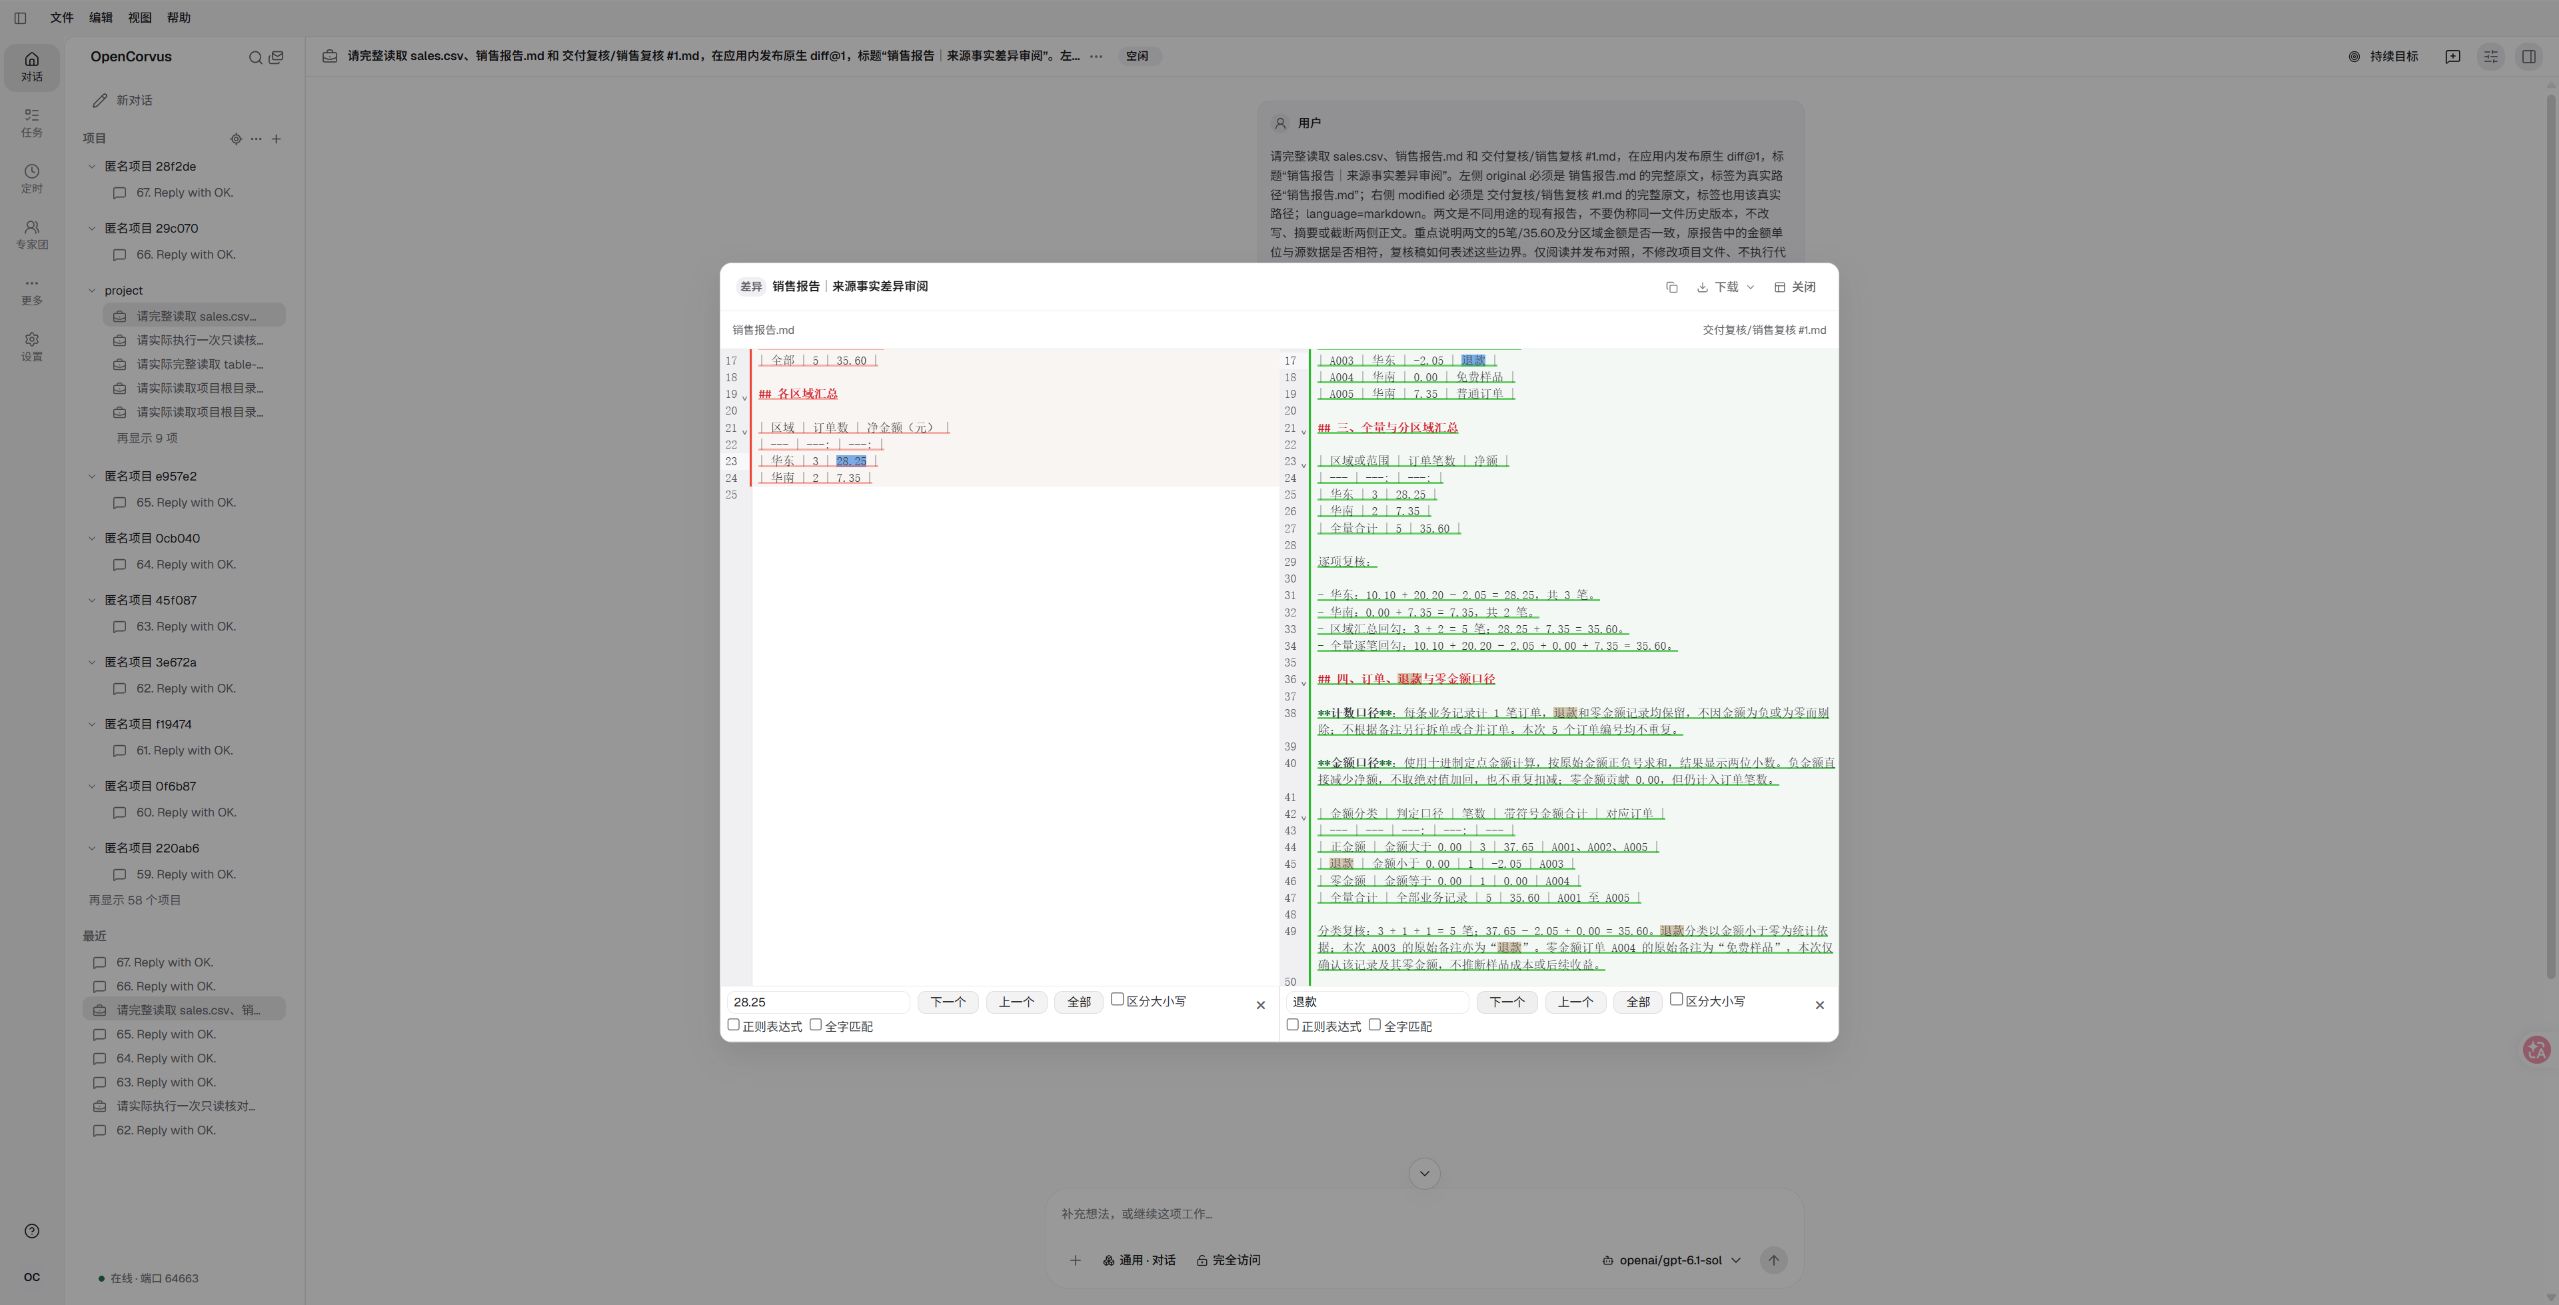 文件 编辑 视图 帮助
对话
任务
定时
专家团
更多
设置
OC
OpenCorvus
新对话
项目
匿名项目 28f2de
67. Reply with OK.
匿名项目 29c070
66. Reply with OK.
project
请完整读取 sales.csv...
请实际执行一次只读核...
请实际完整读取 table-...
请实际读取项目根目录...
请实际读取项目根目录...
再显示 9 项
匿名项目 e957e2
65. Reply with OK.
匿名项目 0cb040
64. Reply with OK.
匿名项目 45f087
63. Reply with OK.
匿名项目 3e672a
62. Reply with OK.
匿名项目 f19474
61. Reply with OK.
匿名项目 0f6b87
60. Reply with OK.
匿名项目 220ab6
59. Reply with OK.
再显示 58 个项目
最近
67. Reply with OK.
66. Reply with OK.
请完整读取 sales.csv、销...
65. Reply with OK.
64. Reply with OK.
63. Reply with OK.
请实际执行一次只读核对...
62. Reply with OK.
在线 · 端口 64663
请完整读取 sales.csv、销售报告.md 和 交付复核/销售复核 #1.md，在应用内发布原生 diff@1，标题“销售报告｜来源事实差异审阅”。左... ··· 空闲
持续目标
用户
请完整读取 sales.csv、销售报告.md 和 交付复核/销售复核 #1.md，在应用内发布原生 diff@1，标
题“销售报告｜来源事实差异审阅”。左侧 original 必须是 销售报告.md 的完整原文，标签为真实路
径“销售报告.md”；右侧 modified 必须是 交付复核/销售复核 #1.md 的完整原文，标签也用该真实
路径；language=markdown。两文是不同用途的现有报告，不要伪称同一文件历史版本，不改
写、摘要或截断两侧正文。重点说明两文的5笔/35.60及分区域金额是否一致，原报告中的金额单
位与源数据是否相符，复核稿如何表述这些边界。仅阅读并发布对照，不修改项目文件、不执行代
差异 销售报告｜来源事实差异审阅
下载 关闭
销售报告.md
交付复核/销售复核 #1.md
17 | 全部 | 5 | 35.60 |
18
19 ## 各区域汇总
20
21 | 区域 | 订单数 | 净金额（元） |
22 | --- | ---: | ---: |
23 | 华东 | 3 | 28.25 |
24 | 华南 | 2 | 7.35 |
25
17 | A003 | 华东 | -2.05 | 退款 |
18 | A004 | 华南 | 0.00 | 免费样品 |
19 | A005 | 华南 | 7.35 | 普通订单 |
20
21 ## 三、全量与分区域汇总
22
23 | 区域或范围 | 订单笔数 | 净额 |
24 | --- | ---: | ---: |
25 | 华东 | 3 | 28.25 |
26 | 华南 | 2 | 7.35 |
27 | 全量合计 | 5 | 35.60 |
28
29 逐项复核：
30
31 - 华东：10.10 + 20.20 - 2.05 = 28.25，共 3 笔。
32 - 华南：0.00 + 7.35 = 7.35，共 2 笔。
33 - 区域汇总回勾：3 + 2 = 5 笔；28.25 + 7.35 = 35.60。
34 - 全量逐笔回勾：10.10 + 20.20 - 2.05 + 0.00 + 7.35 = 35.60。
35
36 ## 四、订单、退款与零金额口径
37
38 **计数口径**：每条业务记录计 1 笔订单，退款和零金额记录均保留，不因金额为负或为零而剔
除；不根据备注另行拆单或合并订单。本次 5 个订单编号均不重复。
39
40 **金额口径**：使用十进制定点金额计算，按原始金额正负号求和，结果显示两位小数。负金额直
接减少净额，不取绝对值加回，也不重复扣减；零金额贡献 0.00，但仍计入订单笔数。
41
42 | 金额分类 | 判定口径 | 笔数 | 带符号金额合计 | 对应订单 |
43 | --- | --- | ---: | ---: | --- |
44 | 正金额 | 金额大于 0.00 | 3 | 37.65 | A001、A002、A005 |
45 | 退款 | 金额小于 0.00 | 1 | -2.05 | A003 |
46 | 零金额 | 金额等于 0.00 | 1 | 0.00 | A004 |
47 | 全量合计 | 全部业务记录 | 5 | 35.60 | A001 至 A005 |
48
49 分类复核：3 + 1 + 1 = 5 笔；37.65 - 2.05 + 0.00 = 35.60。退款分类以金额小于零为统计依
据；本次 A003 的原始备注亦为“退款”。零金额订单 A004 的原始备注为“免费样品”，本次仅
确认该记录及其零金额，不推断样品成本或后续收益。
50
28.25 下一个 上一个 全部 区分大小写 ×
正则表达式 全字匹配
退款 下一个 上一个 全部 区分大小写 ×
正则表达式 全字匹配
补充想法，或继续这项工作...
通用 · 对话 完全访问
openai/gpt-6.1-sol